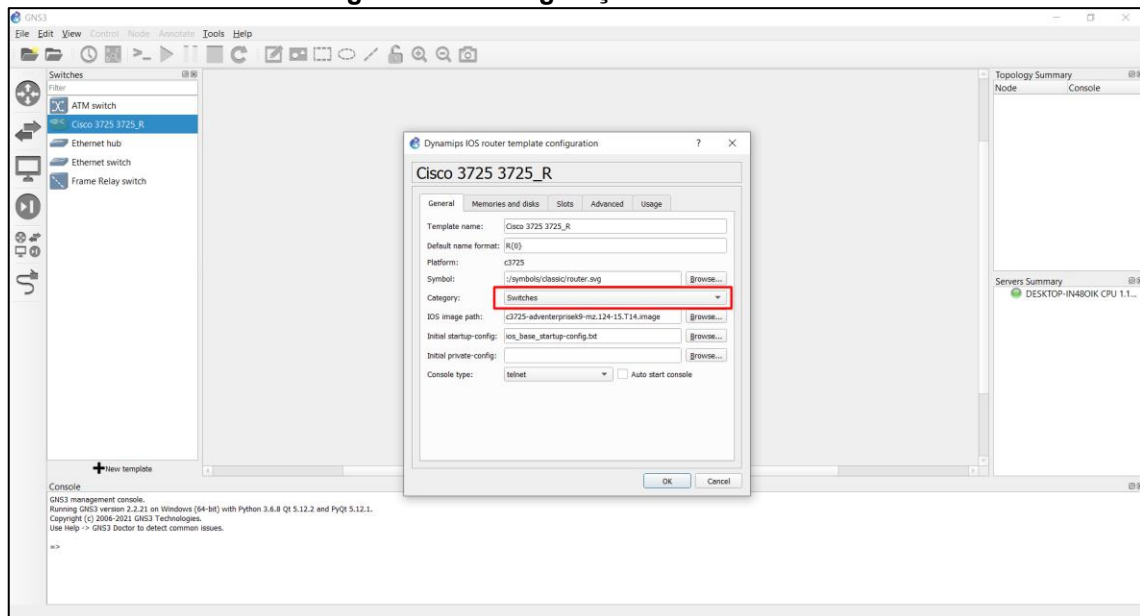 GNS3
File Edit View Control Node Annotate Tools Help
Switches
Filter
ATM switch
Cisco 3725 3725_R
Ethernet hub
Ethernet switch
Frame Relay switch
New template
Dynamips IOS router template configuration ? ×
Cisco 3725 3725_R
General Memories and disks Slots Advanced Usage
Template name: Cisco 3725 3725_R
Default name format: R{0}
Platform: c3725
Symbol: :/symbols/classic/router.svg Browse...
Category: Switches
IOS image path: c3725-adventerprisek9-mz.124-15.T14.image Browse...
Initial startup-config: ios_base_startup-config.txt Browse...
Initial private-config: Browse...
Console type: telnet Auto start console
OK Cancel
Topology Summary
Node Console
Servers Summary
DESKTOP-IN48OIK CPU 1.1...
Console
GNS3 management console.
Running GNS3 version 2.2.21 on Windows (64-bit) with Python 3.6.8 Qt 5.12.2 and PyQt 5.12.1.
Copyright (c) 2006-2021 GNS3 Technologies.
Use Help -> GNS3 Doctor to detect common issues.
=>